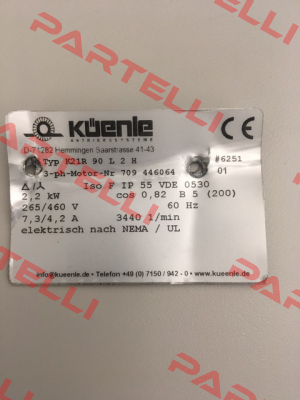 KÜENLE
ANTRIEBSSYSTEME
D-71282 Hemmingen Saarstrasse 41-43
CE
Typ K21R 90 L 2 H #6251
3-ph-Motor-Nr 709 446064 01
Δ/⅄ Iso F IP 55 VDE 0530
2,2 kW cos 0,82 B 5 (200)
265/460 V 60 Hz
7,3/4,2 A 3440 1/min
elektrisch nach NEMA / UL
info@kueenle.de • Telefon +49 (0) 7150 / 942 - 0 • www.kueenle.de
PARTELLI
PARTELLI
PARTELLI
PARTELLI